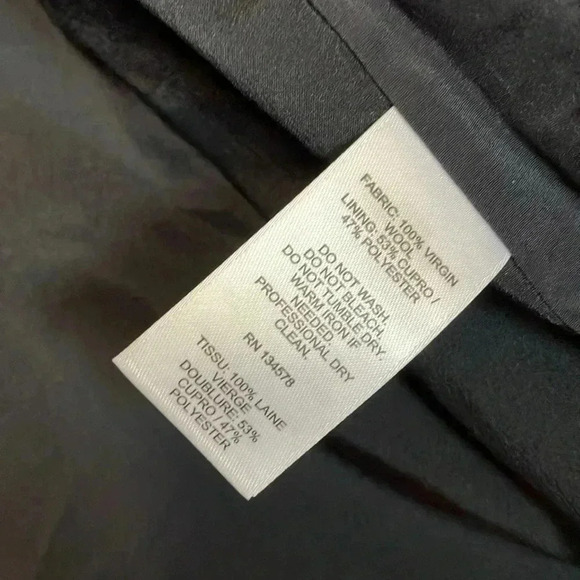 FABRIC: 100% VIRGIN
WOOL
LINING: 53% CUPRO /
47% POLYESTER
DO NOT WASH.
DO NOT BLEACH.
DO NOT TUMBLE DRY.
WARM IRON IF
NEEDED.
PROFESSIONAL DRY
CLEAN.
RN 134578
TISSU: 100% LAINE
VIERGE
DOUBLURE: 53%
CUPRO / 47%
POLYESTER